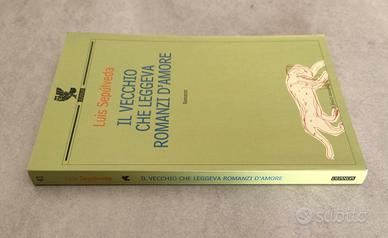 Luis Sepúlveda
IL VECCHIO
CHE LEGGEVA
ROMANZI D'AMORE
Romanzo
Luis Sepúlveda
IL VECCHIO CHE LEGGEVA ROMANZI D'AMORE
GUANDA
subito